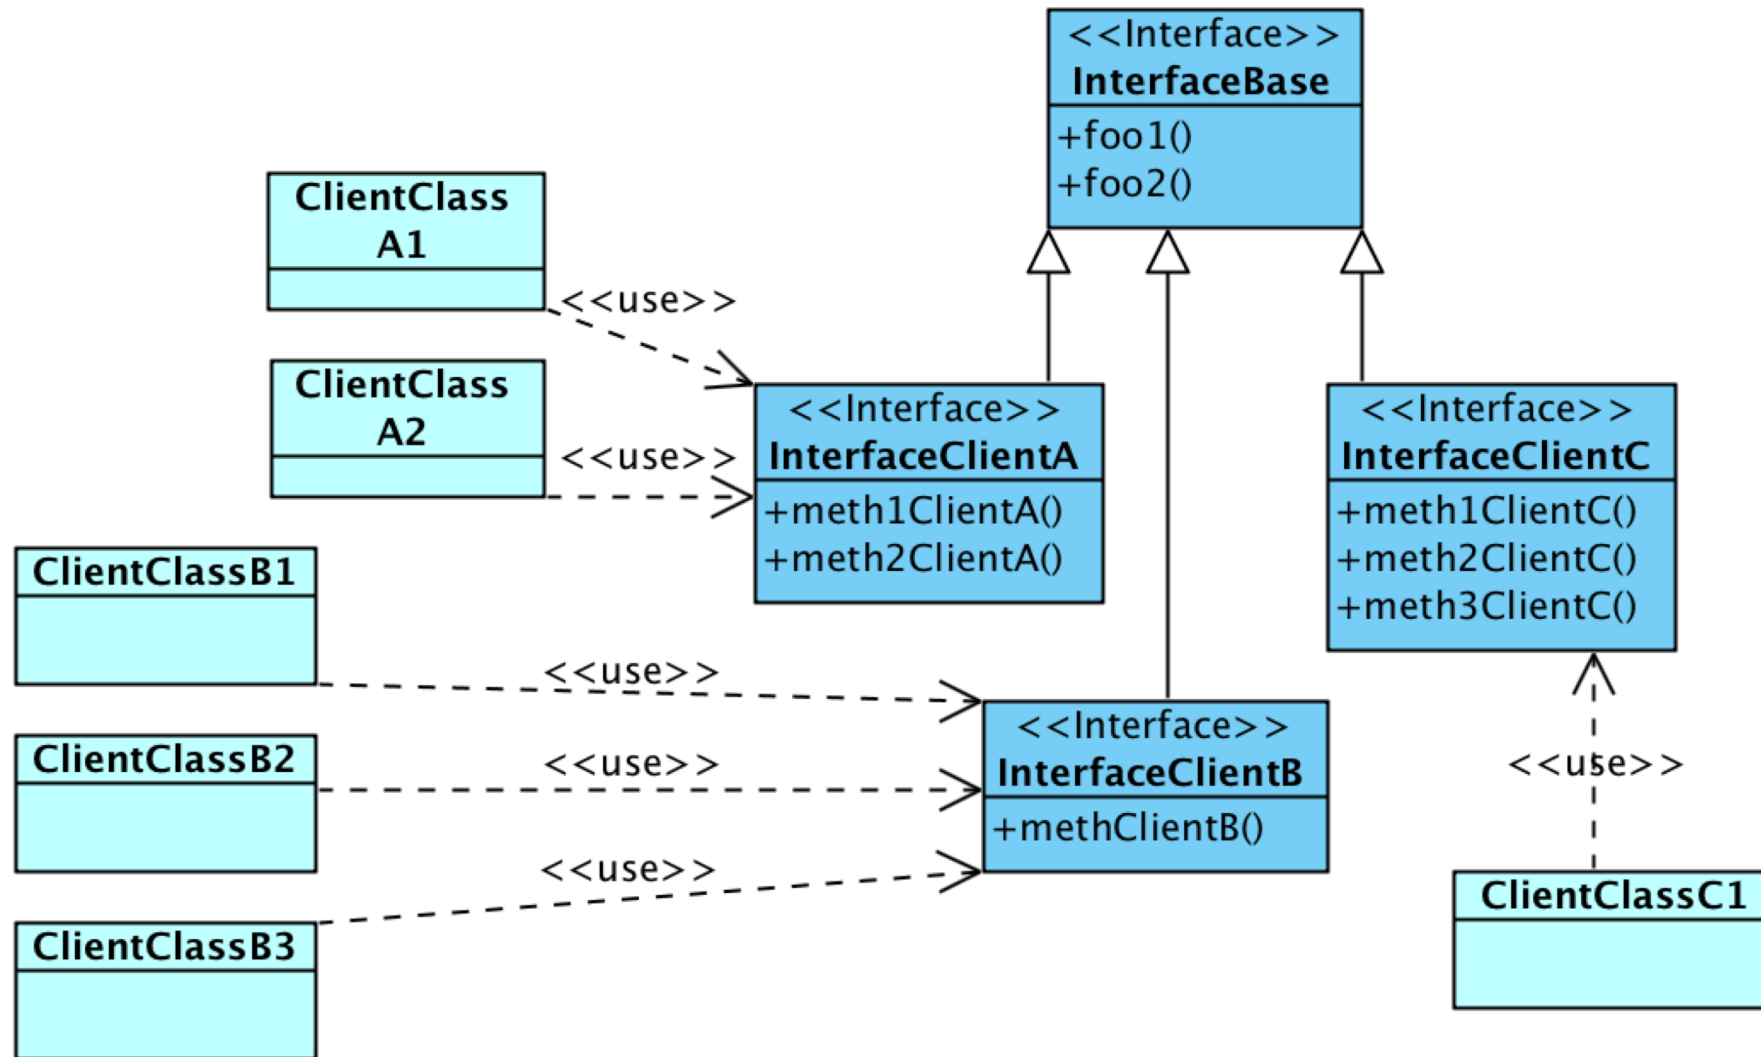 <<Interface>>
InterfaceBase
+foo1()
+foo2()
ClientClass
A1
<<use>>
ClientClass
A2
<<use>>
<<Interface>>
InterfaceClientA
+meth1ClientA()
+meth2ClientA()
<<Interface>>
InterfaceClientC
+meth1ClientC()
+meth2ClientC()
+meth3ClientC()
ClientClassB1
<<use>>
ClientClassB2
<<use>>
<<Interface>>
InterfaceClientB
+methClientB()
<<use>>
ClientClassB3
<<use>>
ClientClassC1